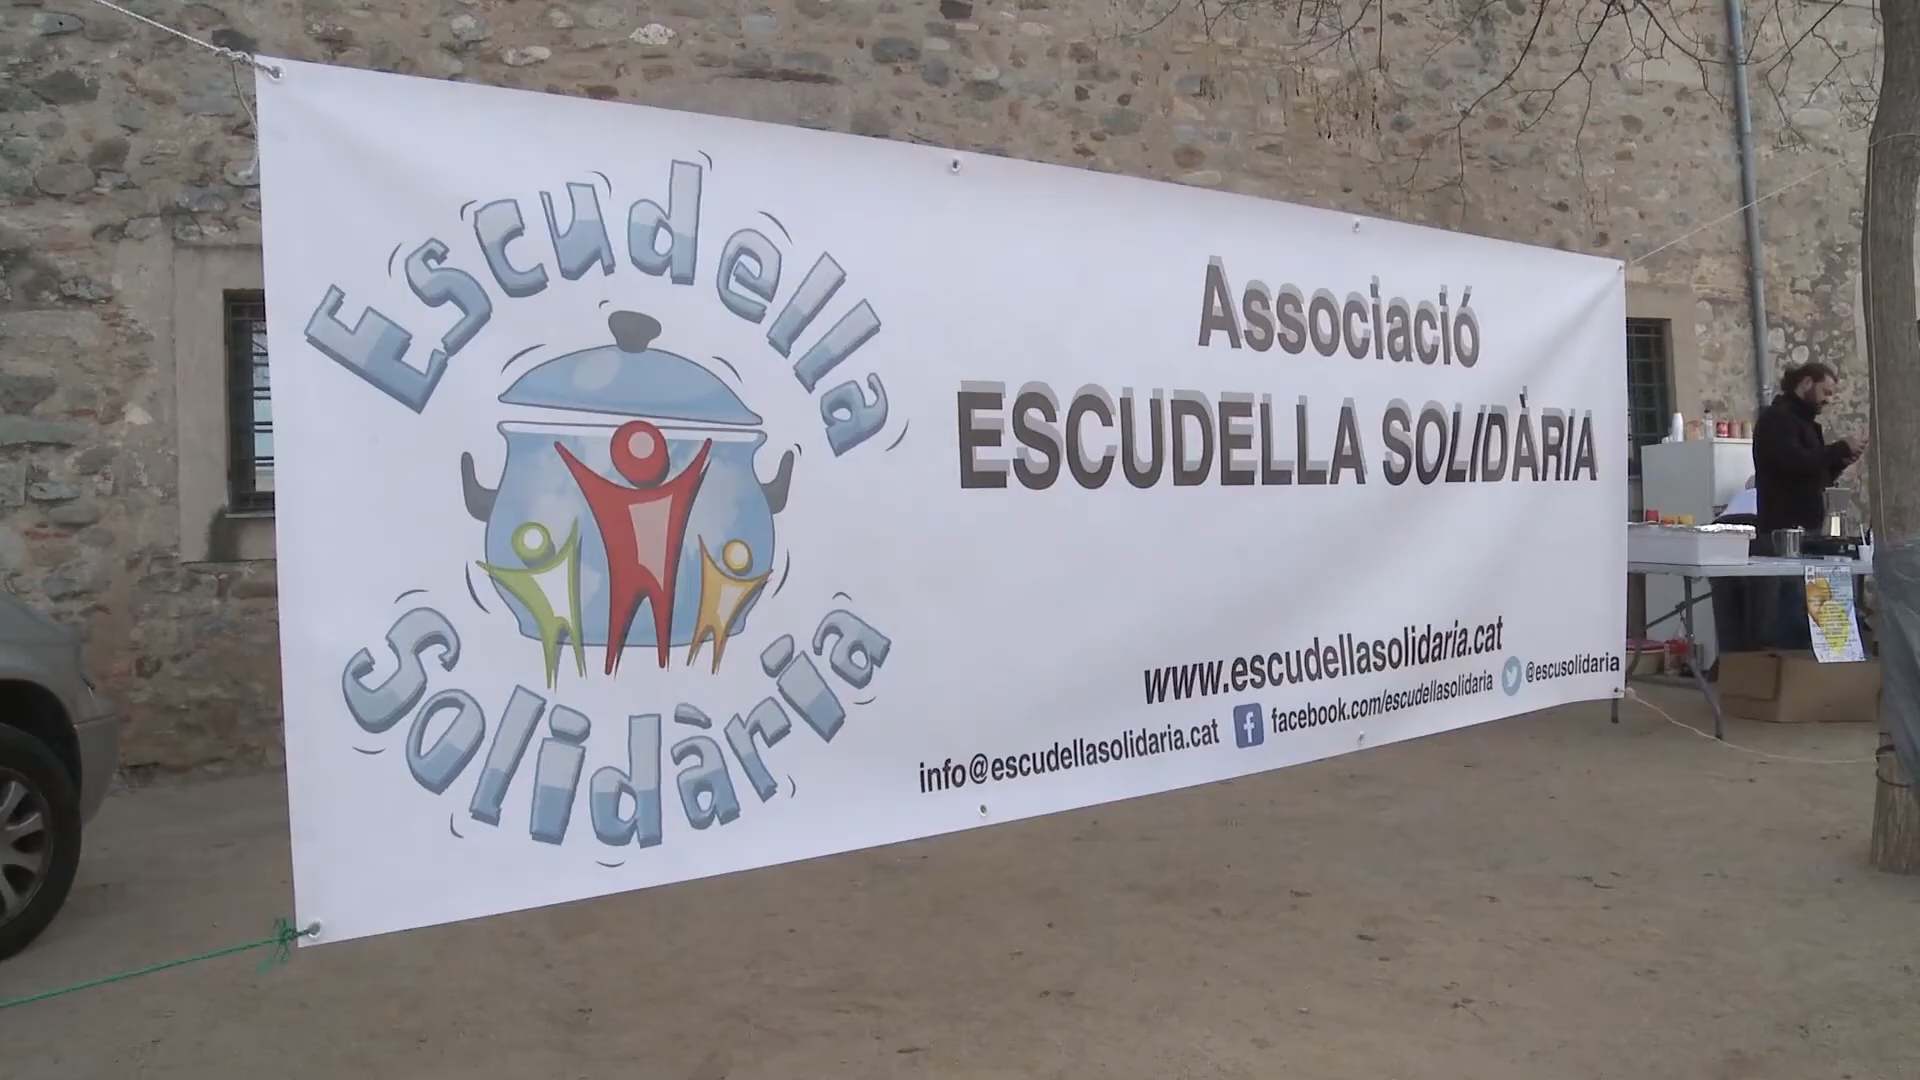 Escudella
Solidària
Associació
ESCUDELLA SOLIDÀRIA
www.escudellasolidaria.cat
info@escudellasolidaria.cat facebook.com/escudellasolidaria @escusolidaria